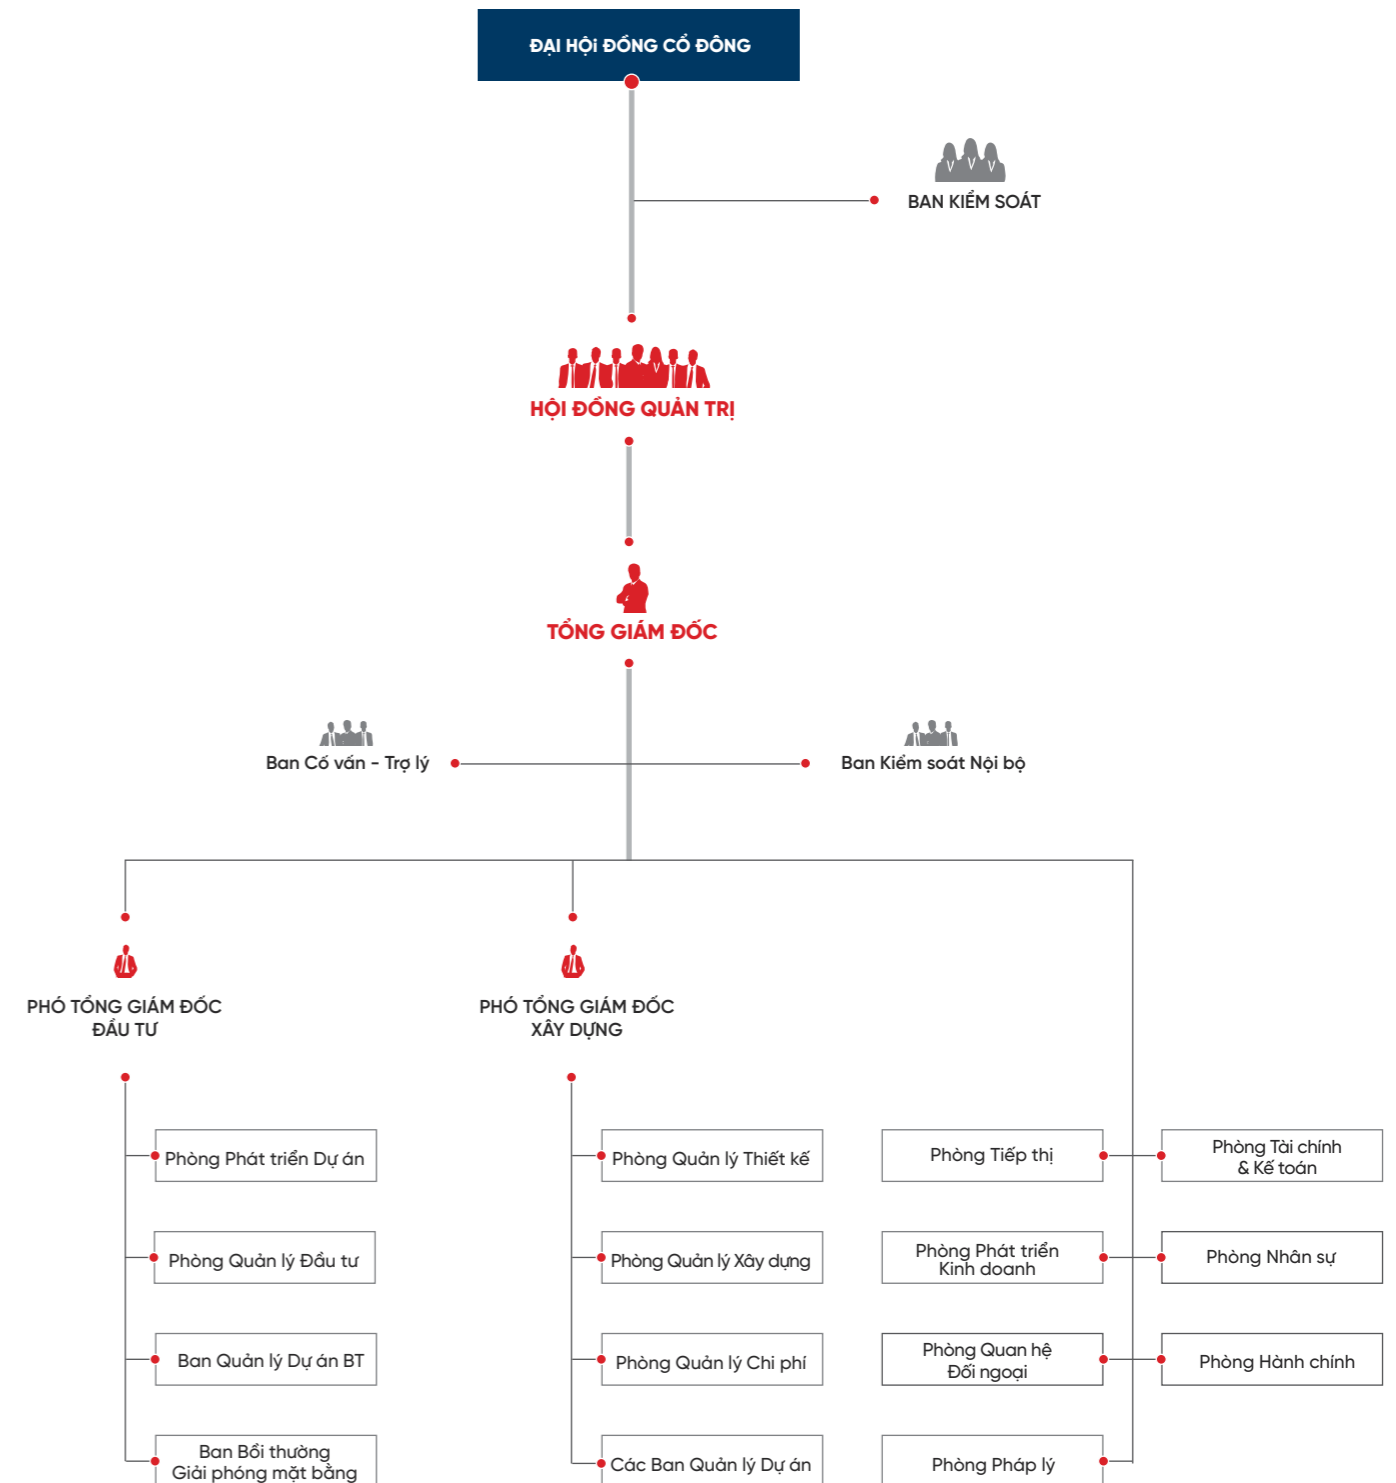 ĐẠI HỘi ĐỒNG CỔ ĐÔNG
BAN KIỂM SOÁT
HỘI ĐỒNG QUẢN TRỊ
TỔNG GIÁM ĐỐC
Ban Cố vấn - Trợ lý
Ban Kiểm soát Nội bộ
PHÓ TỔNG GIÁM ĐỐC
ĐẦU TƯ
PHÓ TỔNG GIÁM ĐỐC
XÂY DỰNG
Phòng Phát triển Dự án
Phòng Quản lý Đầu tư
Ban Quản lý Dự án BT
Ban Bồi thường
Giải phóng mặt bằng
Phòng Quản lý Thiết kế
Phòng Quản lý Xây dựng
Phòng Quản lý Chi phí
Các Ban Quản lý Dự án
Phòng Tiếp thị
Phòng Phát triển
Kinh doanh
Phòng Quan hệ
Đối ngoại
Phòng Pháp lý
Phòng Tài chính
& Kế toán
Phòng Nhân sự
Phòng Hành chính